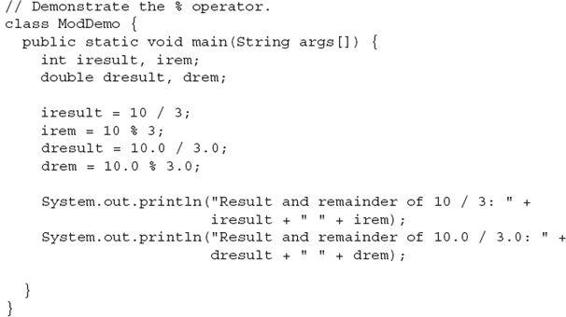 // Demonstrate the % operator.
class ModDemo {
  public static void main(String args[]) {
    int iresult, irem;
    double dresult, drem;

    iresult = 10 / 3;
    irem = 10 % 3;
    dresult = 10.0 / 3.0;
    drem = 10.0 % 3.0;

    System.out.println("Result and remainder of 10 / 3: " +
                       iresult + " " + irem);
    System.out.println("Result and remainder of 10.0 / 3.0: " +
                       dresult + " " + drem);

  }
}